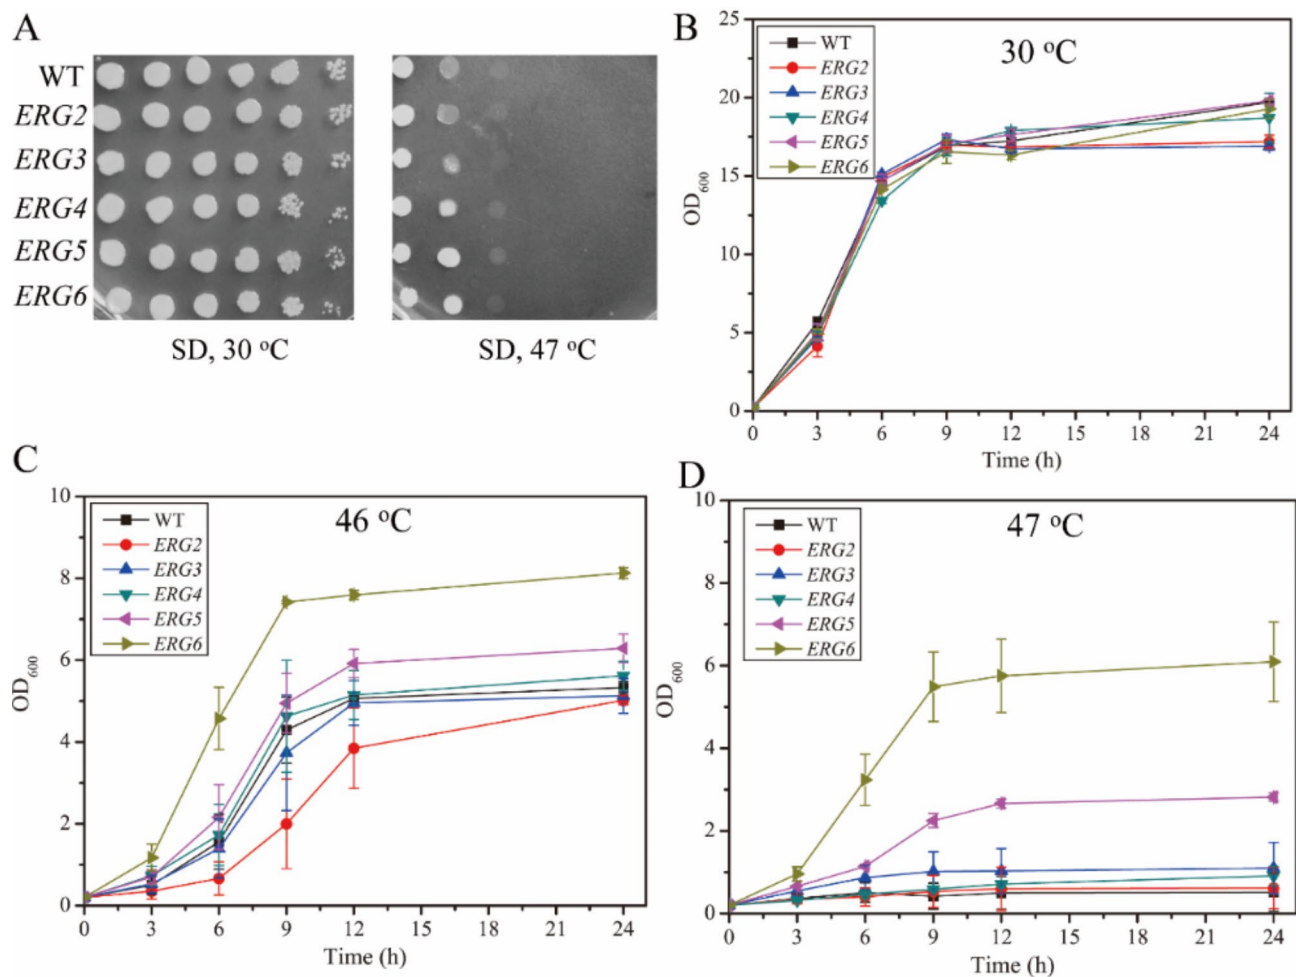 A
WT
ERG2
ERG3
ERG4
ERG5
ERG6
SD, 30 °C
SD, 47 °C
B
30 °C
WT
ERG2
ERG3
ERG4
ERG5
ERG6
OD600
25
20
15
10
5
0
0 3 6 9 12 15 18 21 24
Time (h)
C
46 °C
WT
ERG2
ERG3
ERG4
ERG5
ERG6
OD600
10
8
6
4
2
0
0 3 6 9 12 15 18 21 24
Time (h)
D
47 °C
WT
ERG2
ERG3
ERG4
ERG5
ERG6
OD600
10
8
6
4
2
0
0 3 6 9 12 15 18 21 24
Time (h)